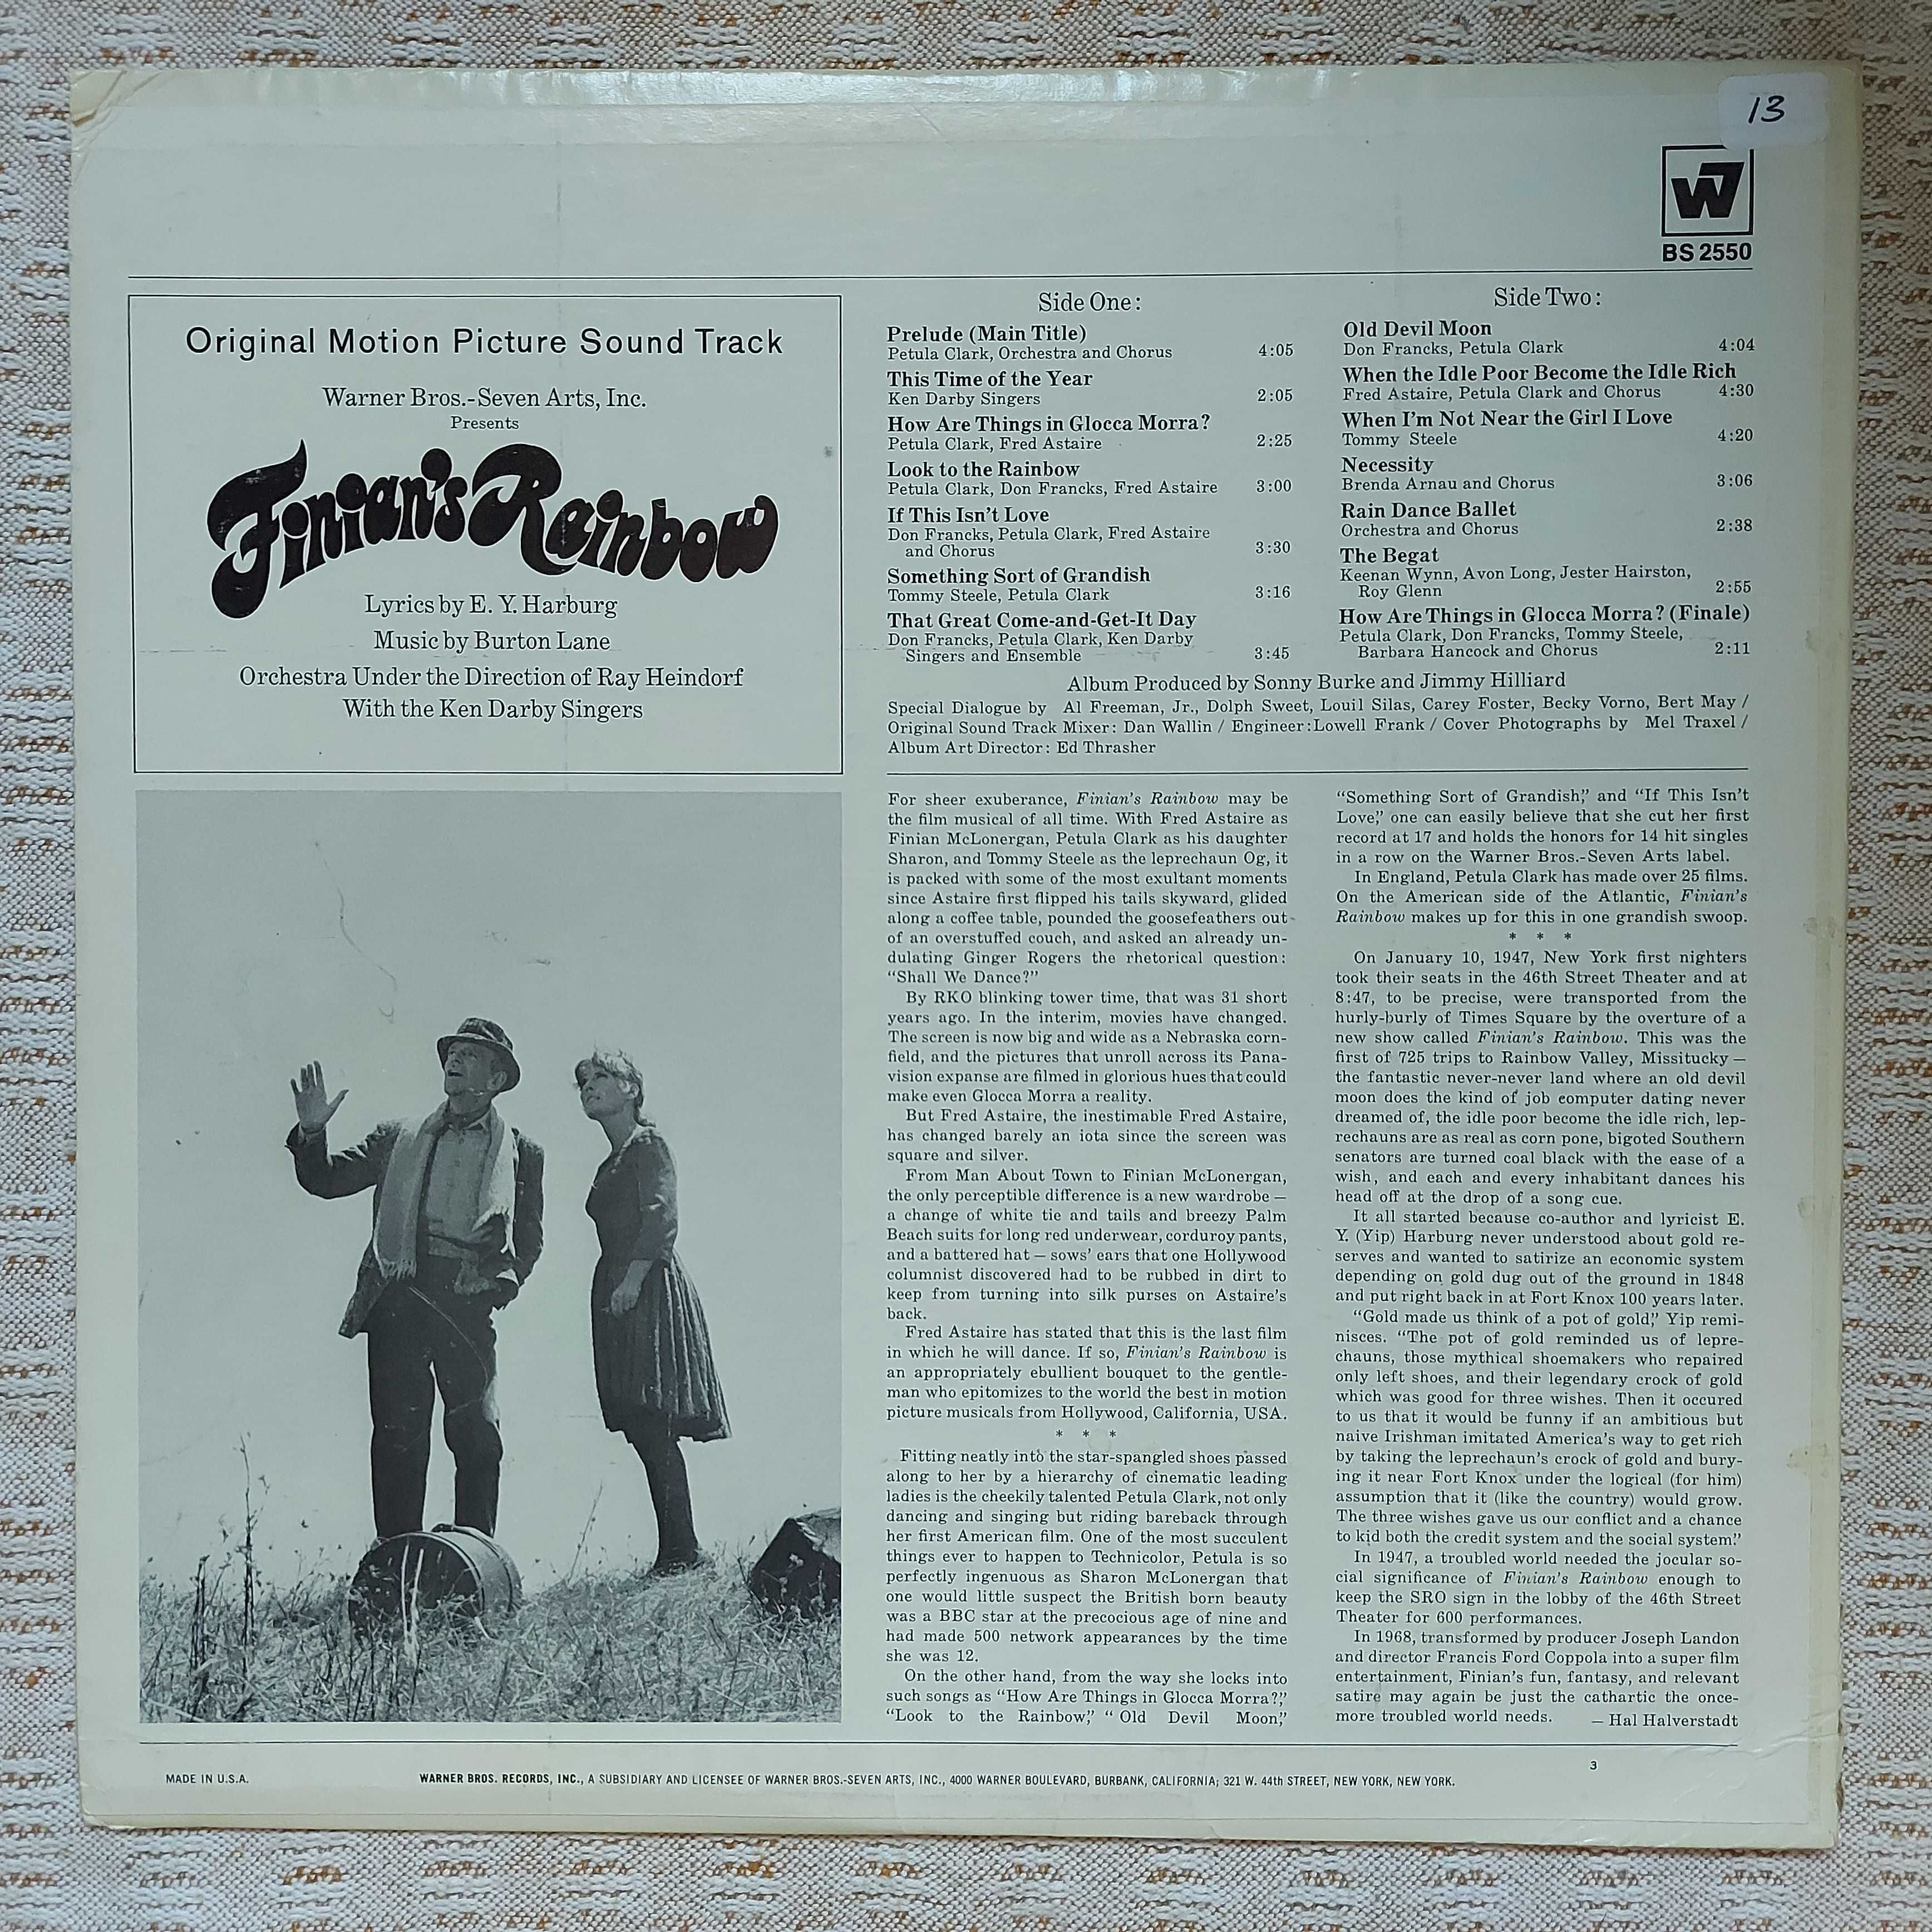 13
W7
BS 2550
Original Motion Picture Sound Track
Warner Bros.-Seven Arts, Inc.
Presents
Finian's Rainbow
Lyrics by E. Y. Harburg
Music by Burton Lane
Orchestra Under the Direction of Ray Heindorf
With the Ken Darby Singers
Side One:
Prelude (Main Title)
Petula Clark, Orchestra and Chorus 4:05
This Time of the Year
Ken Darby Singers 2:05
How Are Things in Glocca Morra?
Petula Clark, Fred Astaire 2:25
Look to the Rainbow
Petula Clark, Don Francks, Fred Astaire 3:00
If This Isn't Love
Don Francks, Petula Clark, Fred Astaire
and Chorus 3:30
Something Sort of Grandish
Tommy Steele, Petula Clark 3:16
That Great Come-and-Get-It Day
Don Francks, Petula Clark, Ken Darby
Singers and Ensemble 3:45
Side Two:
Old Devil Moon
Don Francks, Petula Clark 4:04
When the Idle Poor Become the Idle Rich
Fred Astaire, Petula Clark and Chorus 4:30
When I'm Not Near the Girl I Love
Tommy Steele 4:20
Necessity
Brenda Arnau and Chorus 3:06
Rain Dance Ballet
Orchestra and Chorus 2:38
The Begat
Keenan Wynn, Avon Long, Jester Hairston,
Roy Glenn 2:55
How Are Things in Glocca Morra? (Finale)
Petula Clark, Don Francks, Tommy Steele,
Barbara Hancock and Chorus 2:11
Album Produced by Sonny Burke and Jimmy Hilliard
Special Dialogue by Al Freeman, Jr., Dolph Sweet, Louil Silas, Carey Foster, Becky Vorno, Bert May /
Original Sound Track Mixer: Dan Wallin / Engineer: Lowell Frank / Cover Photographs by Mel Traxel /
Album Art Director: Ed Thrasher
For sheer exuberance, Finian's Rainbow may be
the film musical of all time. With Fred Astaire as
Finian McLonergan, Petula Clark as his daughter
Sharon, and Tommy Steele as the leprechaun Og, it
is packed with some of the most exultant moments
since Astaire first flipped his tails skyward, glided
along a coffee table, pounded the goosefeathers out
of an overstuffed couch, and asked an already un-
dulating Ginger Rogers the rhetorical question:
"Shall We Dance?"
By RKO blinking tower time, that was 31 short
years ago. In the interim, movies have changed.
The screen is now big and wide as a Nebraska corn-
field, and the pictures that unroll across its Pana-
vision expanse are filmed in glorious hues that could
make even Glocca Morra a reality.
But Fred Astaire, the inestimable Fred Astaire,
has changed barely an iota since the screen was
square and silver.
From Man About Town to Finian McLonergan,
the only perceptible difference is a new wardrobe —
a change of white tie and tails and breezy Palm
Beach suits for long red underwear, corduroy pants,
and a battered hat — sows' ears that one Hollywood
columnist discovered had to be rubbed in dirt to
keep from turning into silk purses on Astaire's
back.
Fred Astaire has stated that this is the last film
in which he will dance. If so, Finian's Rainbow is
an appropriately ebullient bouquet to the gentle-
man who epitomizes to the world the best in motion
picture musicals from Hollywood, California, USA.
* * *
Fitting neatly into the star-spangled shoes passed
along to her by a hierarchy of cinematic leading
ladies is the cheekily talented Petula Clark, not only
dancing and singing but riding bareback through
her first American film. One of the most succulent
things ever to happen to Technicolor, Petula is so
perfectly ingenuous as Sharon McLonergan that
one would little suspect the British born beauty
was a BBC star at the precocious age of nine and
had made 500 network appearances by the time
she was 12.
On the other hand, from the way she locks into
such songs as "How Are Things in Glocca Morra?,"
"Look to the Rainbow," "Old Devil Moon,"
"Something Sort of Grandish," and "If This Isn't
Love," one can easily believe that she cut her first
record at 17 and holds the honors for 14 hit singles
in a row on the Warner Bros.-Seven Arts label.
In England, Petula Clark has made over 25 films.
On the American side of the Atlantic, Finian's
Rainbow makes up for this in one grandish swoop.
* * *
On January 10, 1947, New York first nighters
took their seats in the 46th Street Theater and at
8:47, to be precise, were transported from the
hurly-burly of Times Square by the overture of a
new show called Finian's Rainbow. This was the
first of 725 trips to Rainbow Valley, Missitucky —
the fantastic never-never land where an old devil
moon does the kind of job computer dating never
dreamed of, the idle poor become the idle rich, lep-
rechauns are as real as corn pone, bigoted Southern
senators are turned coal black with the ease of a
wish, and each and every inhabitant dances his
head off at the drop of a song cue.
It all started because co-author and lyricist E.
Y. (Yip) Harburg never understood about gold re-
serves and wanted to satirize an economic system
depending on gold dug out of the ground in 1848
and put right back in at Fort Knox 100 years later.
"Gold made us think of a pot of gold," Yip remi-
nisces. "The pot of gold reminded us of lepre-
chauns, those mythical shoemakers who repaired
only left shoes, and their legendary crock of gold
which was good for three wishes. Then it occured
to us that it would be funny if an ambitious but
naive Irishman imitated America's way to get rich
by taking the leprechaun's crock of gold and bury-
ing it near Fort Knox under the logical (for him)
assumption that it (like the country) would grow.
The three wishes gave us our conflict and a chance
to kid both the credit system and the social system."
In 1947, a troubled world needed the jocular so-
cial significance of Finian's Rainbow enough to
keep the SRO sign in the lobby of the 46th Street
Theater for 600 performances.
In 1968, transformed by producer Joseph Landon
and director Francis Ford Coppola into a super film
entertainment, Finian's fun, fantasy, and relevant
satire may again be just the cathartic the once-
more troubled world needs. — Hal Halverstadt
3
MADE IN U.S.A. WARNER BROS. RECORDS, INC., A SUBSIDIARY AND LICENSEE OF WARNER BROS.-SEVEN ARTS, INC., 4000 WARNER BOULEVARD, BURBANK, CALIFORNIA; 321 W. 44th STREET, NEW YORK, NEW YORK.